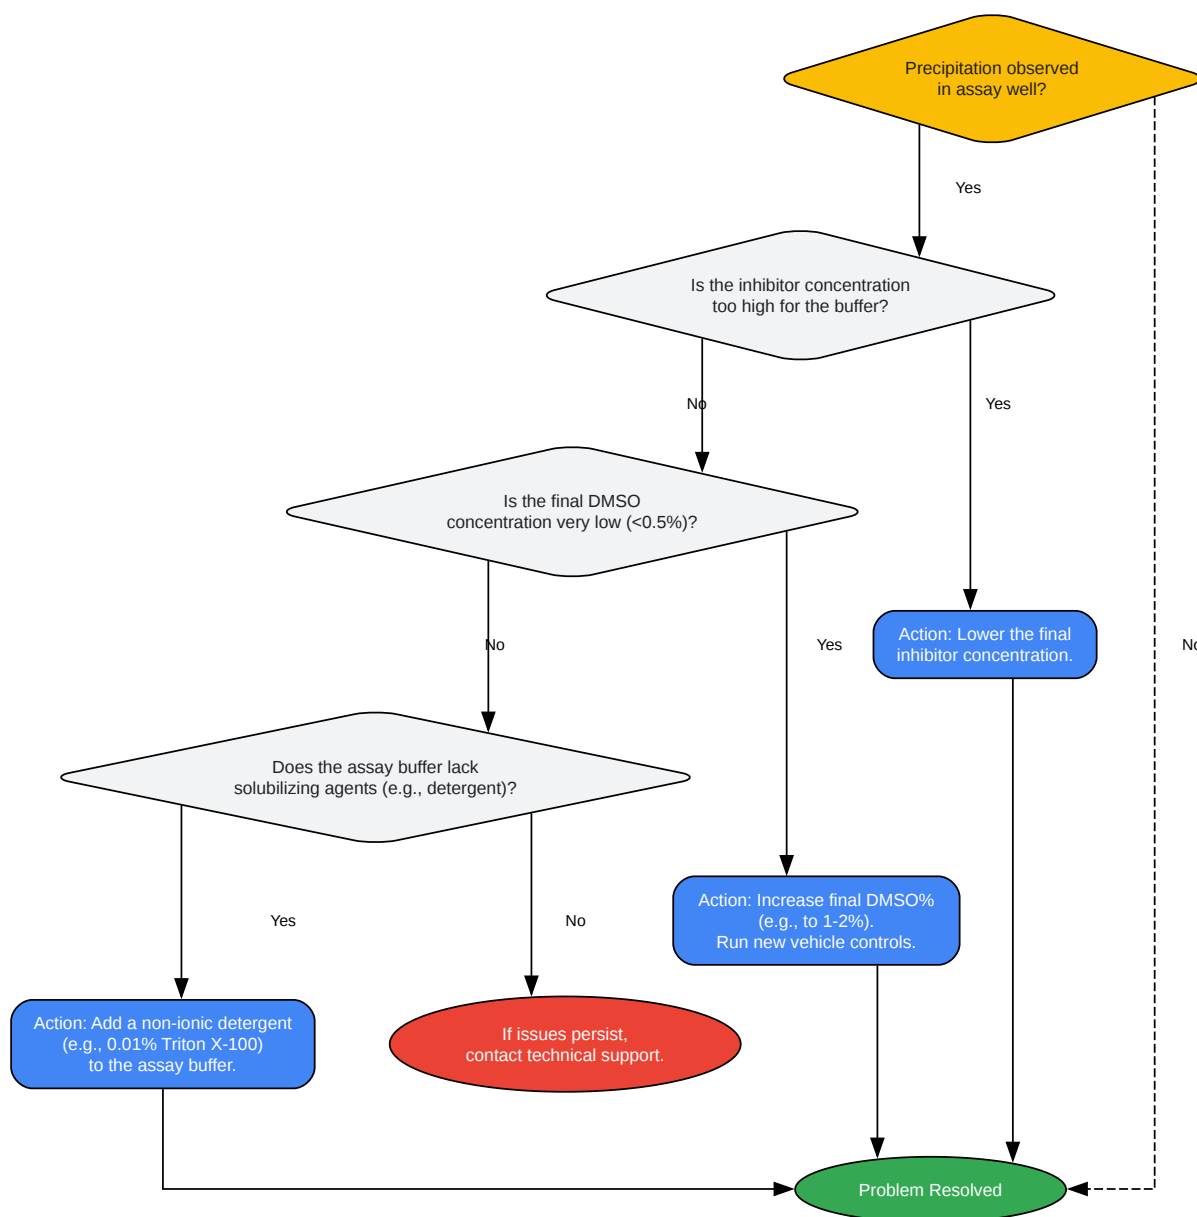 Precipitation observed
in assay well?
Yes
Is the inhibitor concentration
too high for the buffer?
No
Yes
Is the final DMSO
concentration very low (<0.5%)?
Action: Lower the final
inhibitor concentration.
No
Yes
No
Does the assay buffer lack
solubilizing agents (e.g., detergent)?
Action: Increase final DMSO%
(e.g., to 1-2%).
Run new vehicle controls.
Yes
No
Action: Add a non-ionic detergent
(e.g., 0.01% Triton X-100)
to the assay buffer.
If issues persist,
contact technical support.
Problem Resolved